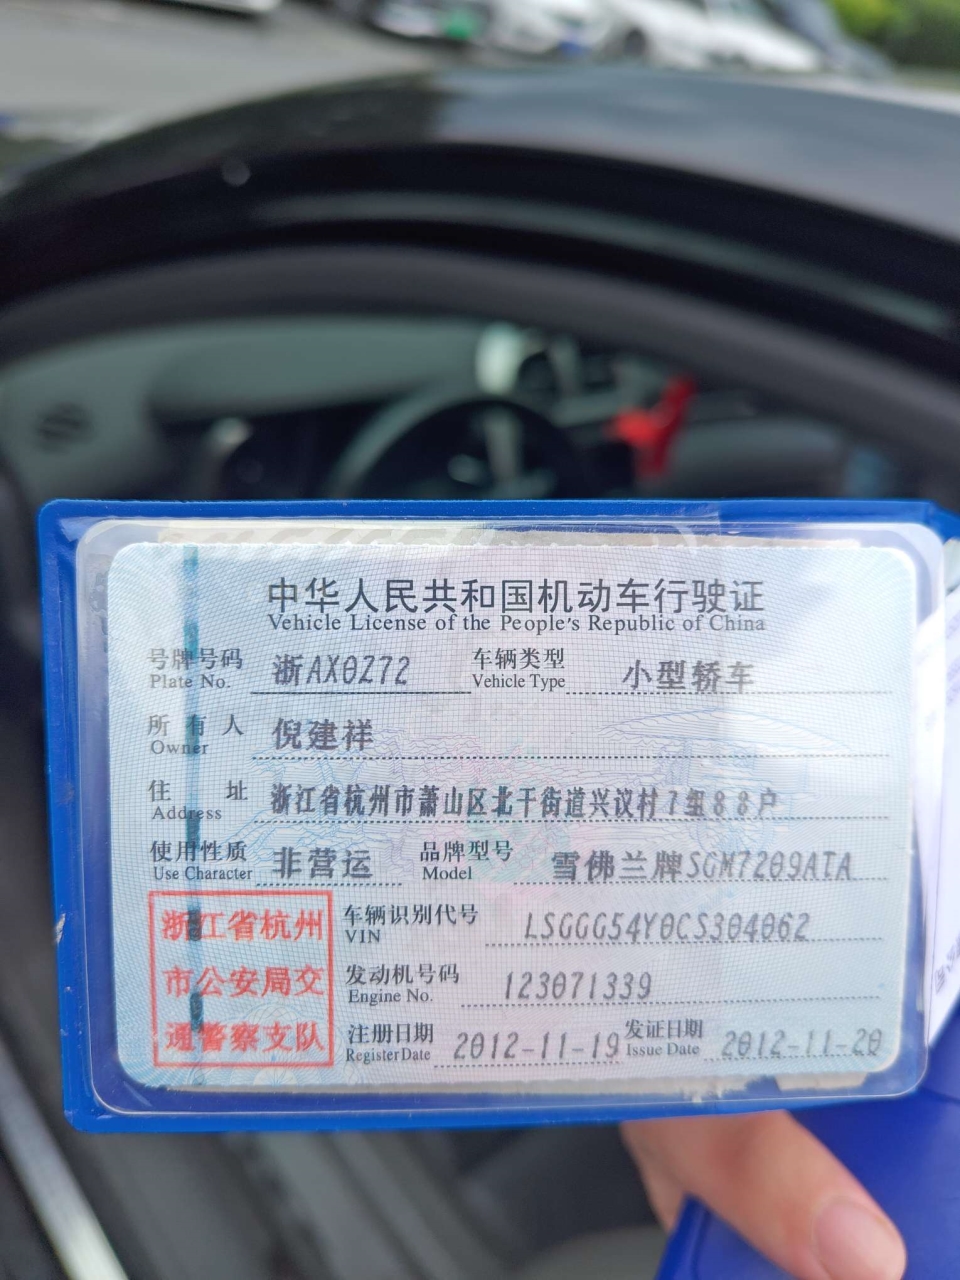 中华人民共和国机动车行驶证
Vehicle License of the People's Republic of China
号牌号码 浙AX0Z72 车辆类型 小型轿车
Plate No. Vehicle Type
所有人 倪建祥
Owner
住址 浙江省杭州市萧山区北干街道兴议村7组88户
Address
使用性质 非营运 品牌型号 雪佛兰牌SGM7209ATA
Use Character Model
浙江省杭州
市公安局交
通警察支队
车辆识别代号 LSGGG54Y0CS304062
VIN
发动机号码 123071339
Engine No.
注册日期 2012-11-19 发证日期 2012-11-20
Register Date Issue Date